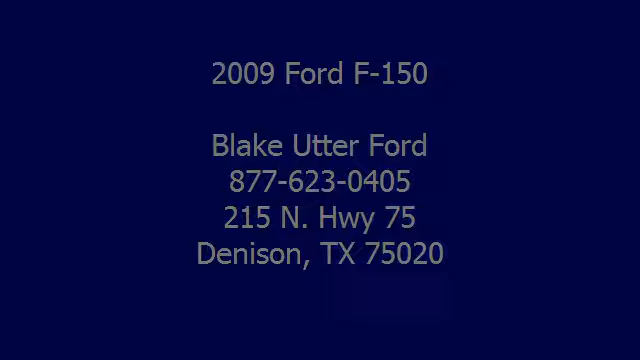 2009 Ford F-150
Blake Utter Ford
877-623-0405
215 N. Hwy 75
Denison, TX 75020